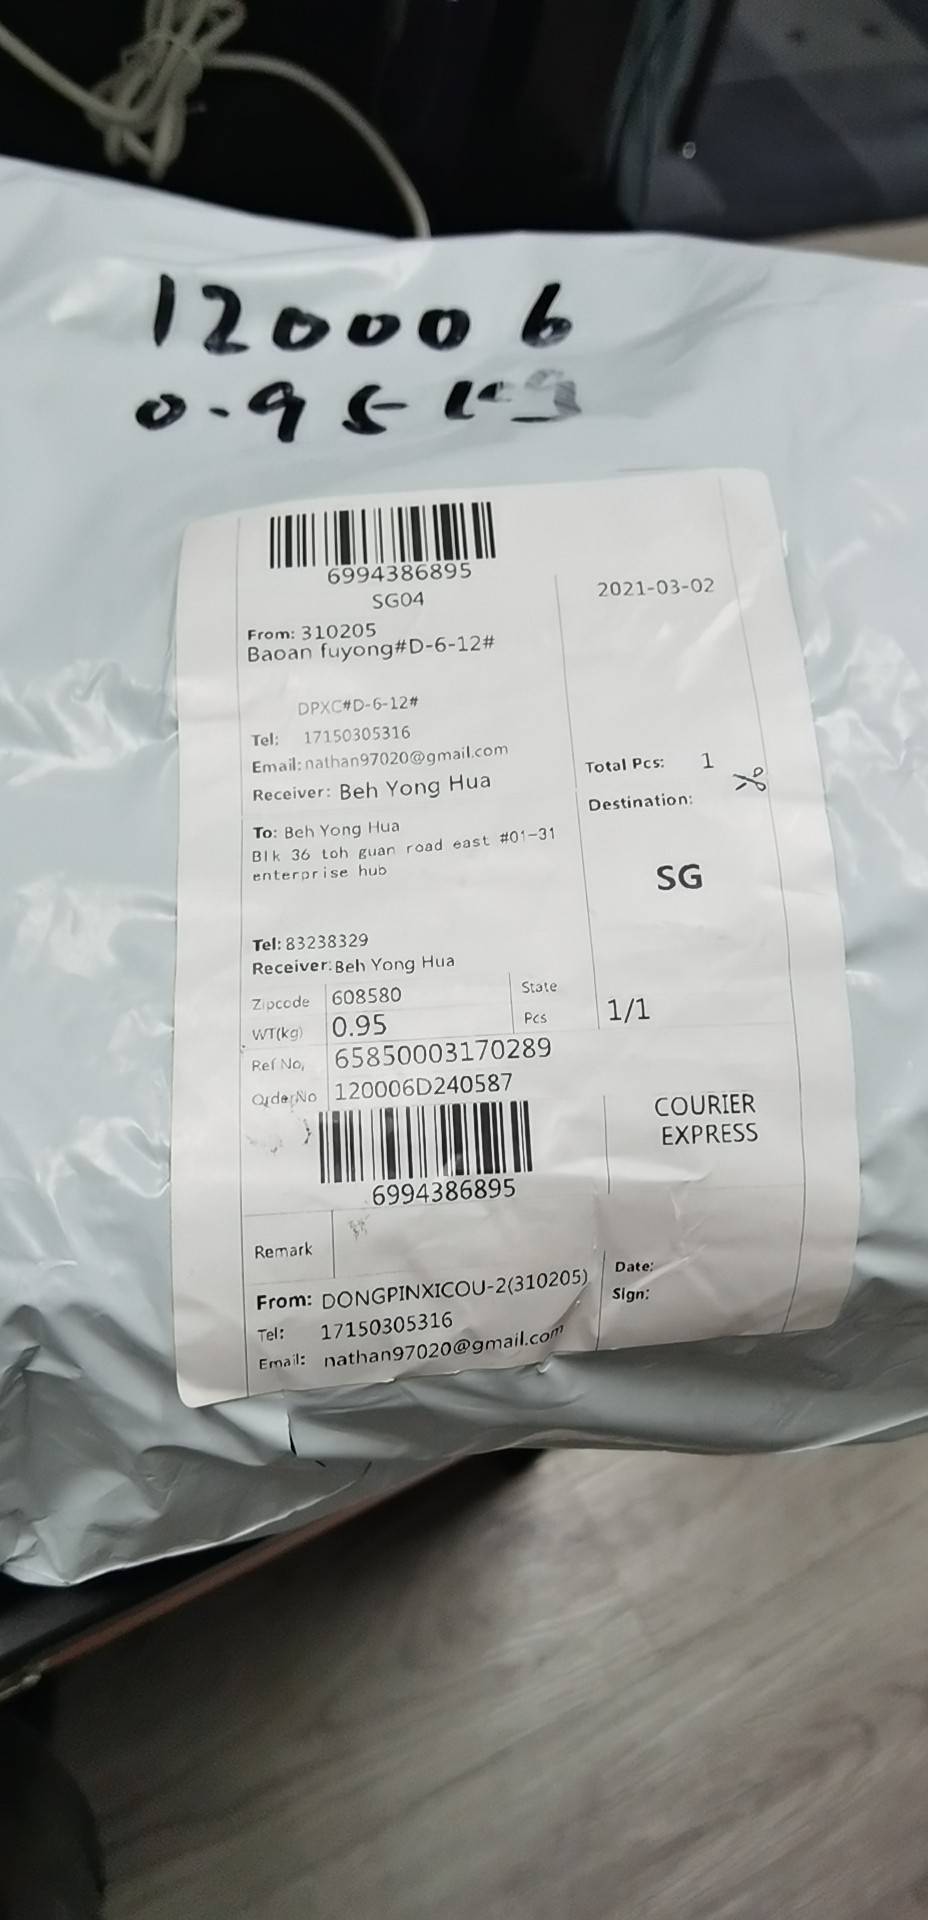 120006
0.95 kg
6994386895
SG04
2021-03-02
From: 310205
Baoan fuyong#D-6-12#
DPXC#D-6-12#
Tel: 17150305316
Email: nathan97020@gmail.com
Receiver: Beh Yong Hua
Total Pcs: 1
Destination:
SG
To: Beh Yong Hua
Blk 36 toh guan road east #01-31
enterprise hub
Tel: 83238329
Receiver: Beh Yong Hua
Zipcode 608580 State
WT(kg) 0.95 Pcs 1/1
Ref No, 65850003170289
OrderNo 120006D240587
6994386895
COURIER
EXPRESS
Remark
From: DONGPINXICOU-2(310205)
Tel: 17150305316
Email: nathan97020@gmail.com
Date:
Sign: